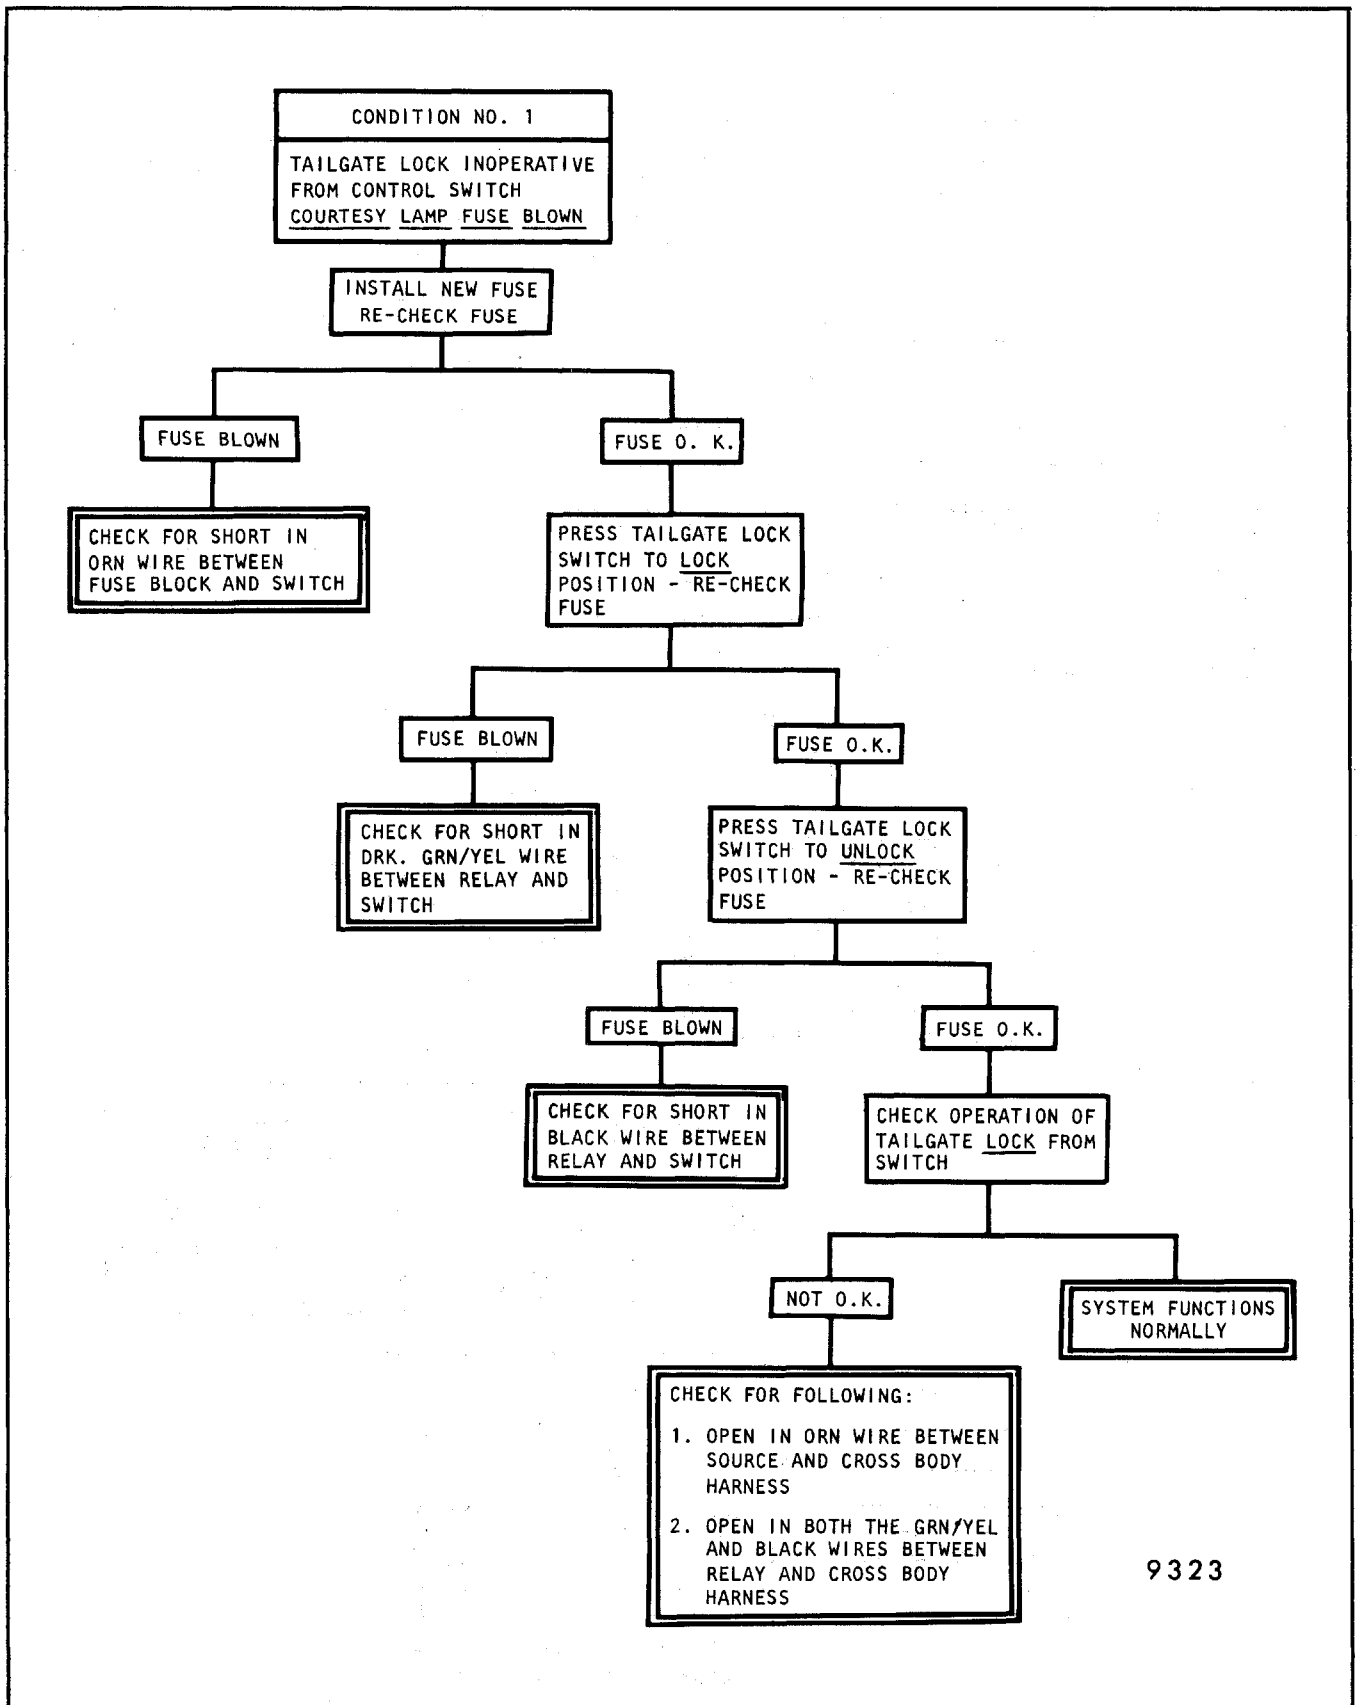 CONDITION NO. 1
TAILGATE LOCK INOPERATIVE
FROM CONTROL SWITCH
COURTESY LAMP FUSE BLOWN
INSTALL NEW FUSE
RE-CHECK FUSE
FUSE BLOWN
FUSE O. K.
CHECK FOR SHORT IN
ORN WIRE BETWEEN
FUSE BLOCK AND SWITCH
PRESS TAILGATE LOCK
SWITCH TO LOCK
POSITION - RE-CHECK
FUSE
FUSE BLOWN
FUSE O.K.
CHECK FOR SHORT IN
DRK. GRN/YEL WIRE
BETWEEN RELAY AND
SWITCH
PRESS TAILGATE LOCK
SWITCH TO UNLOCK
POSITION - RE-CHECK
FUSE
FUSE BLOWN
FUSE O.K.
CHECK FOR SHORT IN
BLACK WIRE BETWEEN
RELAY AND SWITCH
CHECK OPERATION OF
TAILGATE LOCK FROM
SWITCH
NOT O.K.
SYSTEM FUNCTIONS
NORMALLY
CHECK FOR FOLLOWING:
1. OPEN IN ORN WIRE BETWEEN
SOURCE AND CROSS BODY
HARNESS
2. OPEN IN BOTH THE GRN/YEL
AND BLACK WIRES BETWEEN
RELAY AND CROSS BODY
HARNESS
9323